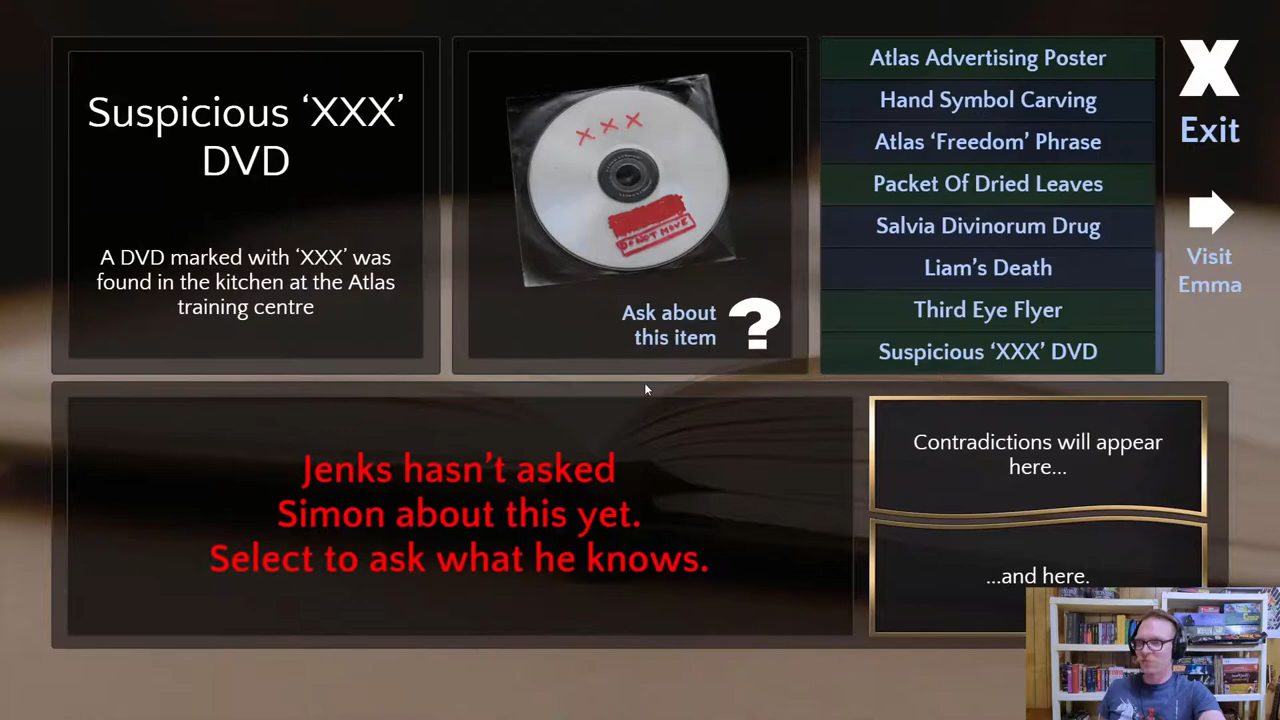 Suspicious ‘XXX’
DVD
A DVD marked with ‘XXX’ was
found in the kitchen at the Atlas
training centre
XXX
DO NOT MOVE
Ask about
this item
?
Atlas Advertising Poster
Hand Symbol Carving
Atlas ‘Freedom’ Phrase
Packet Of Dried Leaves
Salvia Divinorum Drug
Liam’s Death
Third Eye Flyer
Suspicious ‘XXX’ DVD
X
Exit
Visit
Emma
Jenks hasn’t asked
Simon about this yet.
Select to ask what he knows.
Contradictions will appear
here...
...and here.